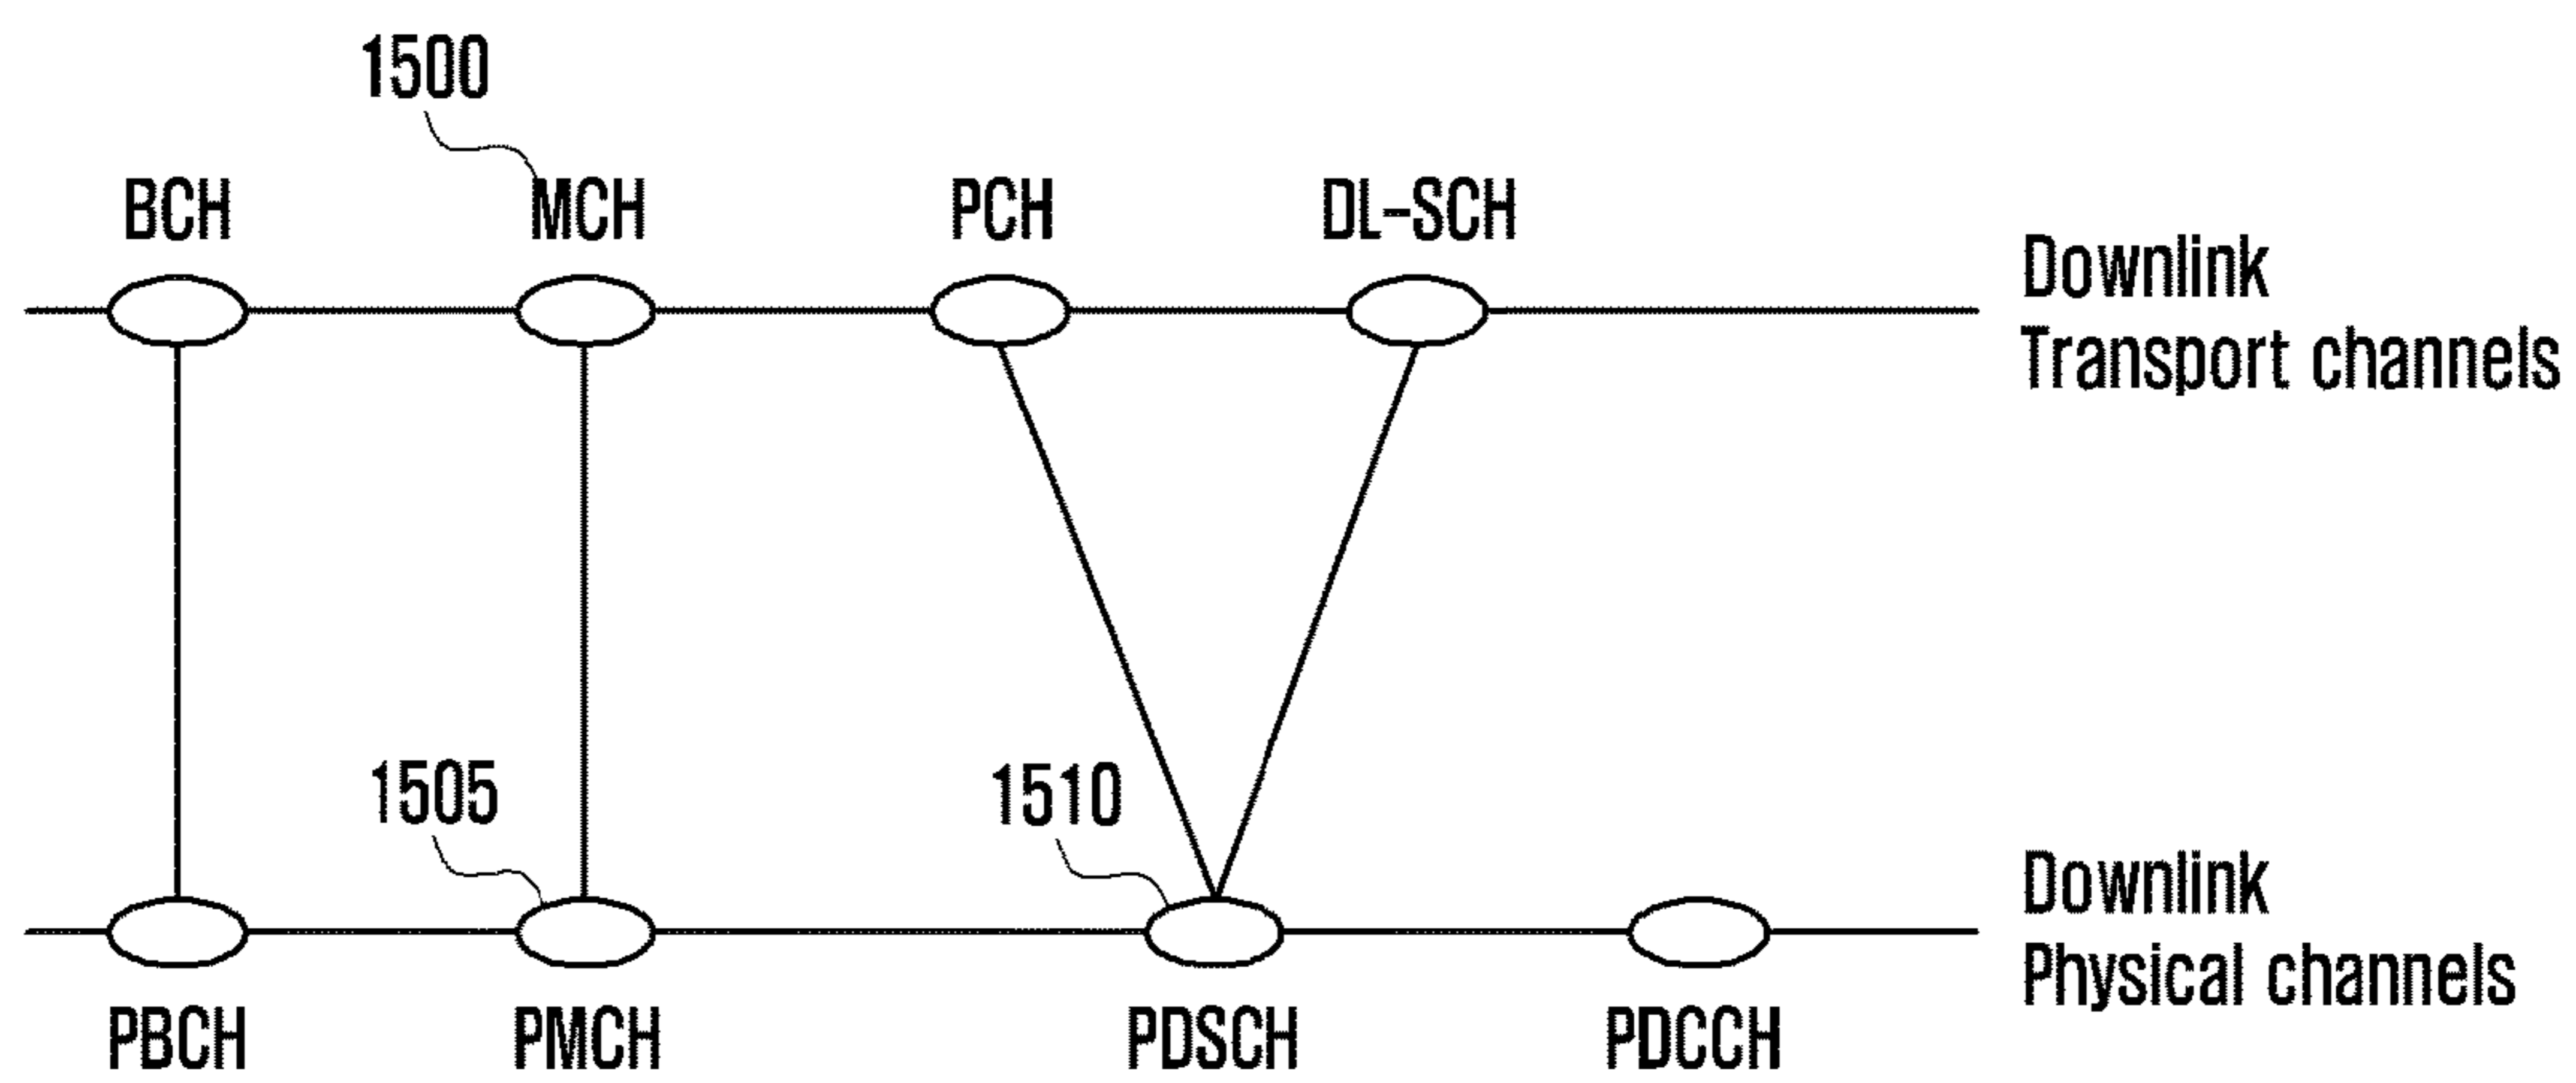 1500
BCH MCH PCH DL-SCH
Downlink
Transport channels
1505 1510
Downlink
Physical channels
PBCH PMCH PDSCH PDCCH